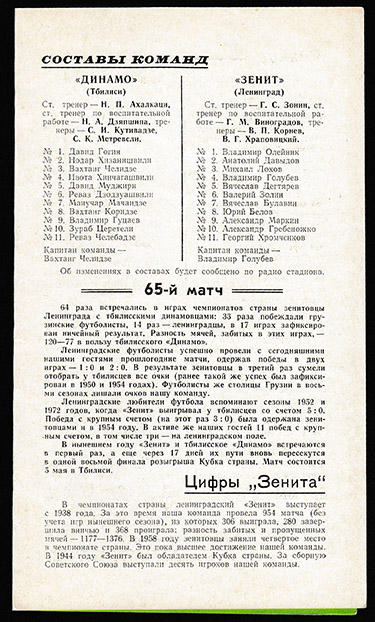 СОСТАВЫ КОМАНД
«ДИНАМО»
(Тбилиси)
Ст. тренер — Н. П. Ахалкаци,
ст. тренер по воспитательной
работе — Н. А. Дзяпшипа, тре-
неры — С. И. Кутивадзе,
С. К. Метревели.
№ 1. Давид Гогия
№ 2. Нодар Хизанишвили
№ 3. Вахтанг Челидзе
№ 4. Пиота Хинчагашвили
№ 5. Давид Муджири
№ 6. Реваз Дзодзуашвили
№ 7. Манучар Мачаидзе
№ 8. Вахтанг Коридзе
№ 9. Владимир Гуцаев
№ 10. Зураб Церетели
№ 11. Реваз Челебадзе
Капитан команды —
Вахтанг Челидзе
«ЗЕНИТ»
(Ленинград)
Ст. тренер — Г. С. Зонин, ст.
тренер по воспитательной ра-
боте — Г. М. Виноградов, тре-
неры — В. П. Корнев,
В. Г. Храповицкий.
№ 1. Владимир Олейник
№ 2. Анатолий Давыдов
№ 3. Михаил Лохов
№ 4. Владимир Голубев
№ 5. Вячеслав Дегтярев
№ 6. Валерий Золин
№ 7. Вячеслав Булавин
№ 8. Юрий Белов
№ 9. Александр Маркин
№ 10. Александр Гребеножко
№ 11. Георгий Хромченков
Капитан команды —
Владимир Голубев
Об изменениях в составах будет сообщено по радио стадиона.
65-й матч
64 раза встречались в играх чемпионатов страны зенитовцы
Ленинграда с тбилисскими динамовцами: 33 раза побеждали гру-
зинские футболисты, 14 раз — ленинградцы, в 17 играх зафиксиро-
ван ничейный результат. Разность мячей, забитых в этих играх, —
120—77 в пользу тбилисского «Динамо».
Ленинградские футболисты успешно провели с сегодняшними
нашими гостями прошлогодние матчи, одержав победы в двух
играх — 1:0 и 2:0. В результате зенитовцы в третий раз сумели
отобрать у тбилисцев все очки (ранее такой же успех был зафикси-
рован в 1950 и 1954 годах). Футболисты же столицы Грузии в вось-
ми сезонах лишали очков нашу команду.
Ленинградские любители футбола вспоминают сезоны 1952 и
1972 годов, когда «Зенит» выигрывал у тбилисцев со счетом 5:0.
Победа с крупным счетом (на этот раз 3:0) была одержана зени-
товцами и в 1954 году. В активе же наших гостей 11 побед с круп-
ным счетом, в том числе три — на ленинградском поле.
В нынешнем году «Зенит» и тбилисское «Динамо» встречаются
в первый раз, а еще через 17 дней их пути вновь пересекутся
в одной восьмой финала розыгрыша Кубка страны. Матч состоится
5 мая в Тбилиси.
Цифры „Зенита“
В чемпионатах страны ленинградский «Зенит» выступает
с 1938 года. За это время наша команда провела 954 матча (без
учета игр нынешнего сезона), из которых 306 выиграла, 280 завер-
шила вничью и 368 проиграла; разность забитых и пропущенных
мячей — 1177—1376. В 1958 году зенитовцы заняли четвертое место
в чемпионате страны. Это пока высшее достижение нашей команды.
В 1944 году «Зенит» был обладателем Кубка страны. За сборную
Советского Союза выступали десять игроков нашей команды.